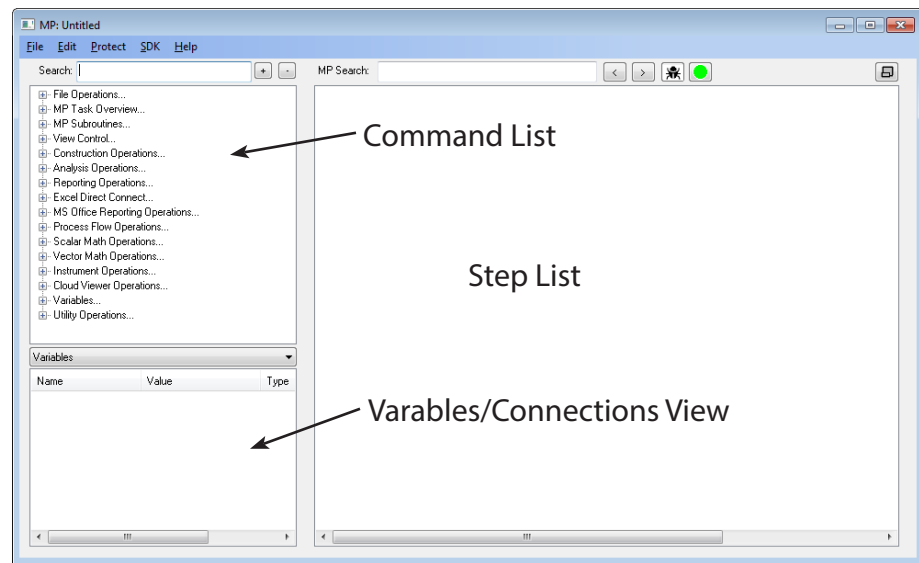 MP: Untitled
File Edit Protect SDK Help
Search: + - MP Search: < >
File Operations...
MP Task Overview...
MP Subroutines...
View Control...
Construction Operations...
Analysis Operations...
Reporting Operations...
Excel Direct Connect...
MS Office Reporting Operations...
Process Flow Operations...
Scalar Math Operations...
Vector Math Operations...
Instrument Operations...
Cloud Viewer Operations...
Variables...
Utility Operations...
Command List
Step List
Variables
Name Value Type
Varables/Connections View